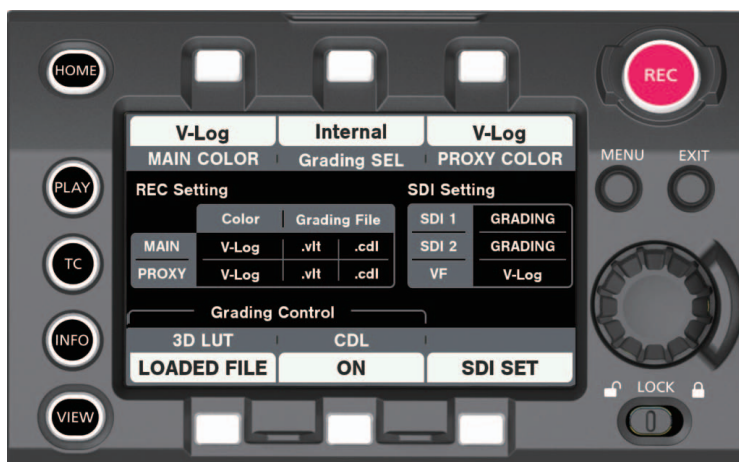 HOME
REC
V-Log Internal V-Log
MAIN COLOR Grading SEL PROXY COLOR
MENU EXIT
PLAY
REC Setting SDI Setting
Color Grading File SDI 1 GRADING
MAIN V-Log .vlt .cdl SDI 2 GRADING
PROXY V-Log .vlt .cdl VF V-Log
TC
Grading Control
INFO
3D LUT CDL
LOADED FILE ON SDI SET
LOCK
VIEW